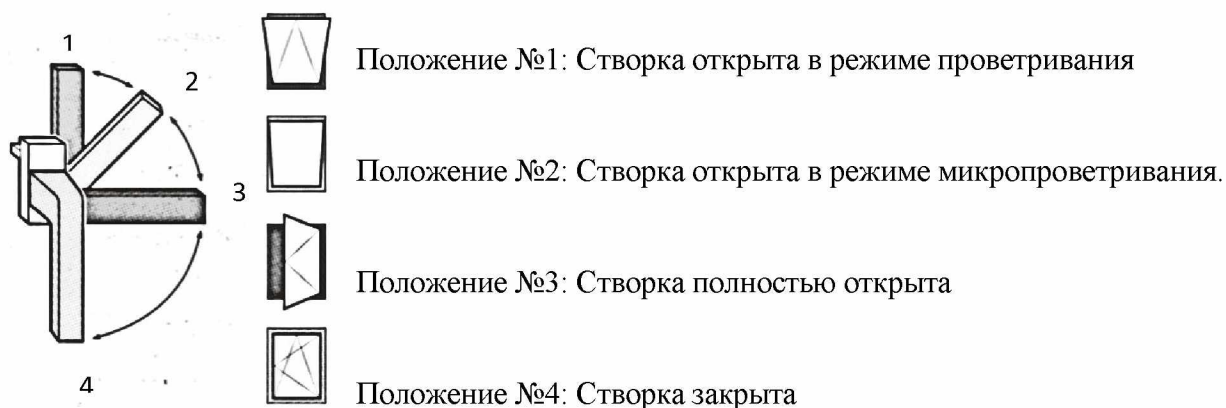 1
2
3
4
Положение №1: Створка открыта в режиме проветривания
Положение №2: Створка открыта в режиме микропроветривания.
Положение №3: Створка полностью открыта
Положение №4: Створка закрыта